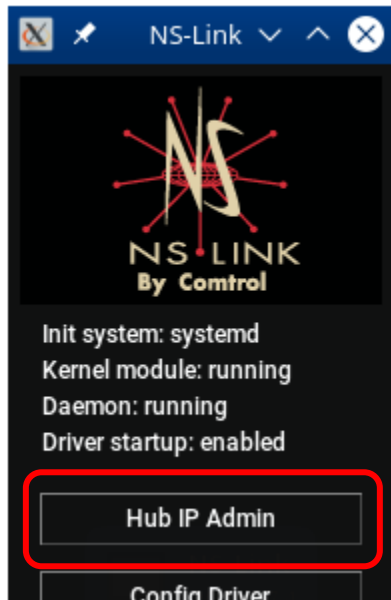 NS-Link
NS
NS LINK
By Comtrol
Init system: systemd
Kernel module: running
Daemon: running
Driver startup: enabled
Hub IP Admin
Config Driver